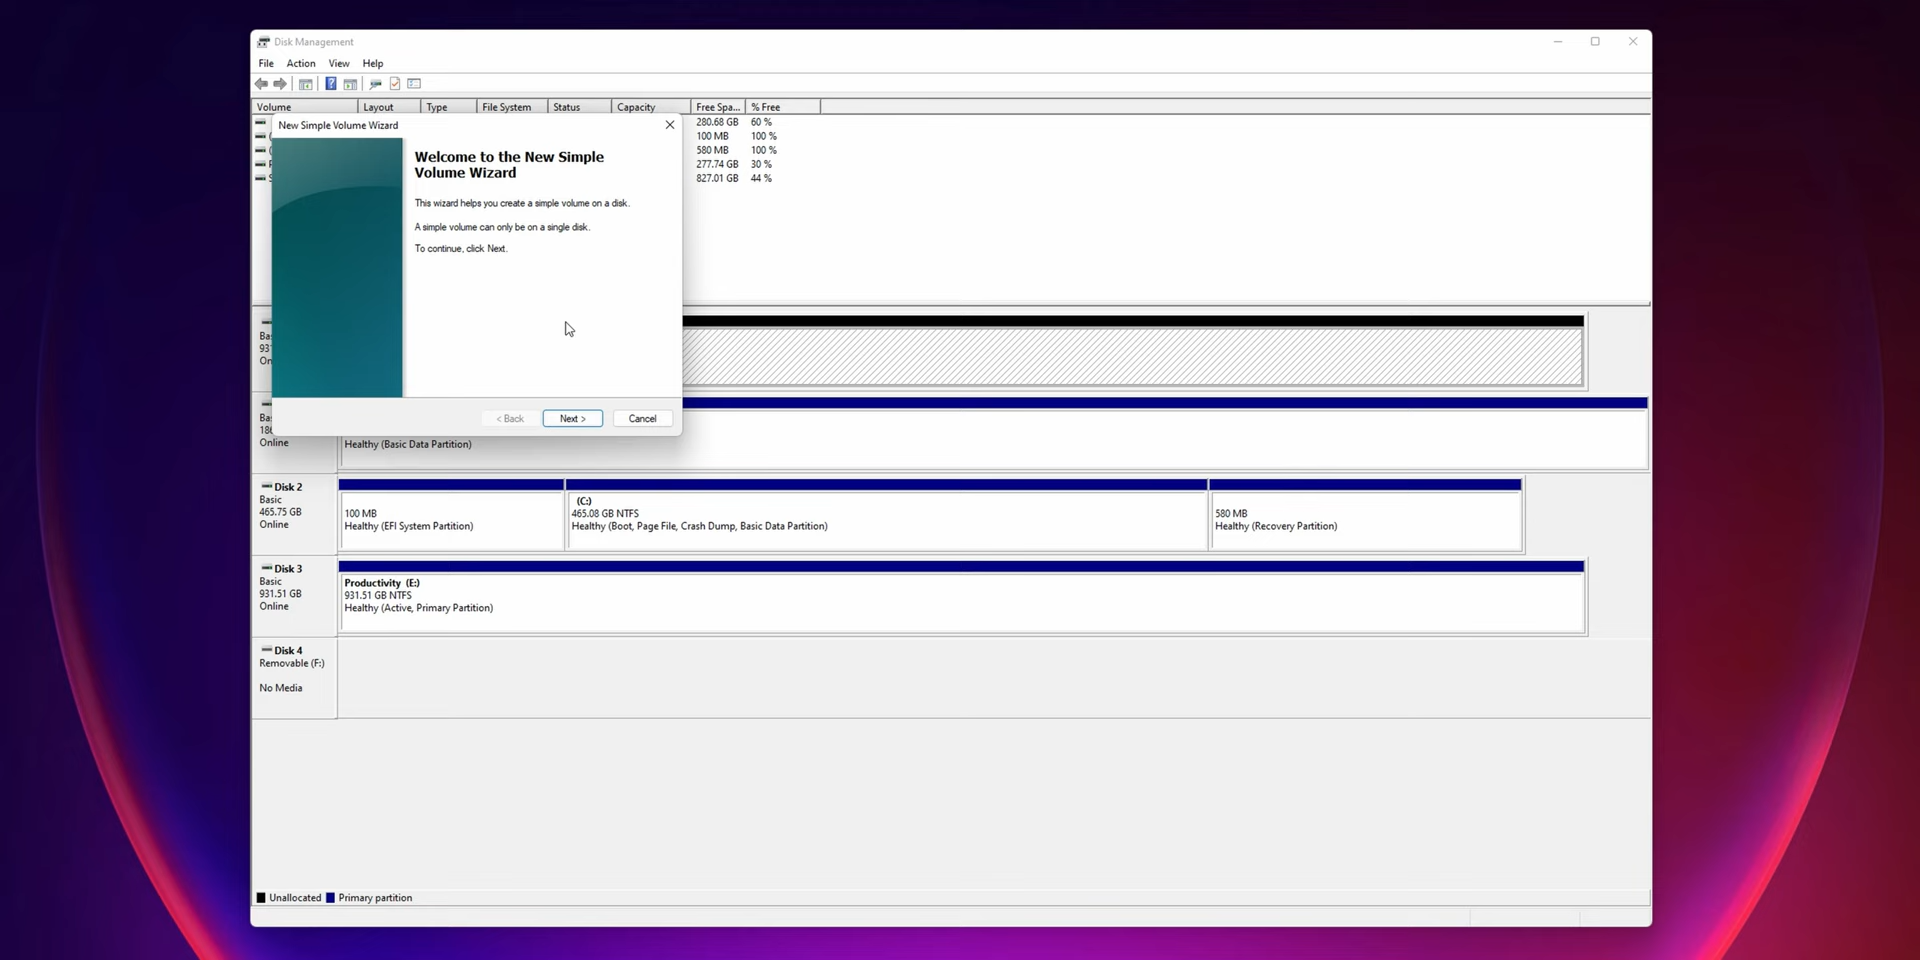 Disk Management
File Action View Help
Volume Layout Type File System Status Capacity Free Spa... % Free
280.68 GB 60 %
100 MB 100 %
580 MB 100 %
277.74 GB 30 %
827.01 GB 44 %
New Simple Volume Wizard
Welcome to the New Simple
Volume Wizard
This wizard helps you create a simple volume on a disk.
A simple volume can only be on a single disk.
To continue, click Next.
< Back Next > Cancel
Ba
931
On
Ba
186
Online
Healthy (Basic Data Partition)
Disk 2
Basic
465.75 GB
Online
100 MB
Healthy (EFI System Partition)
(C:)
465.08 GB NTFS
Healthy (Boot, Page File, Crash Dump, Basic Data Partition)
580 MB
Healthy (Recovery Partition)
Disk 3
Basic
931.51 GB
Online
Productivity (E:)
931.51 GB NTFS
Healthy (Active, Primary Partition)
Disk 4
Removable (F:)
No Media
Unallocated Primary partition